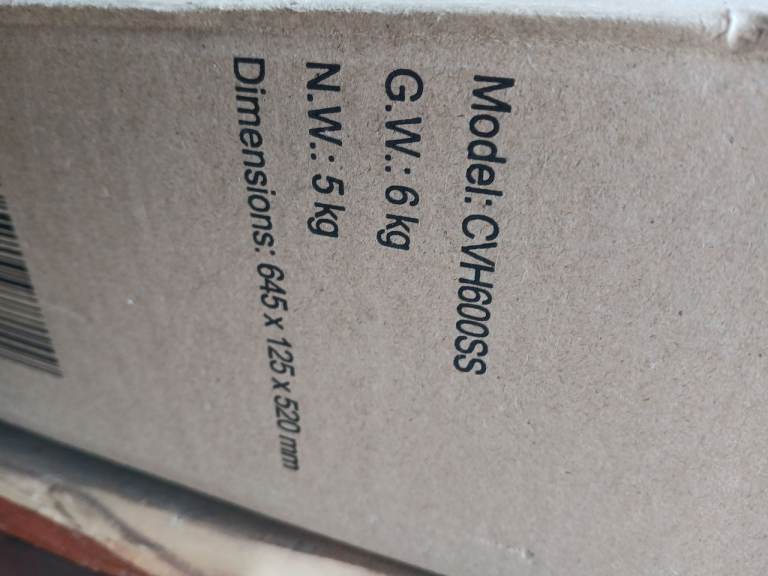 Model: CVH600SS
G.W.: 6 kg
N.W.: 5 kg
Dimensions: 645 x 125 x 520 mm